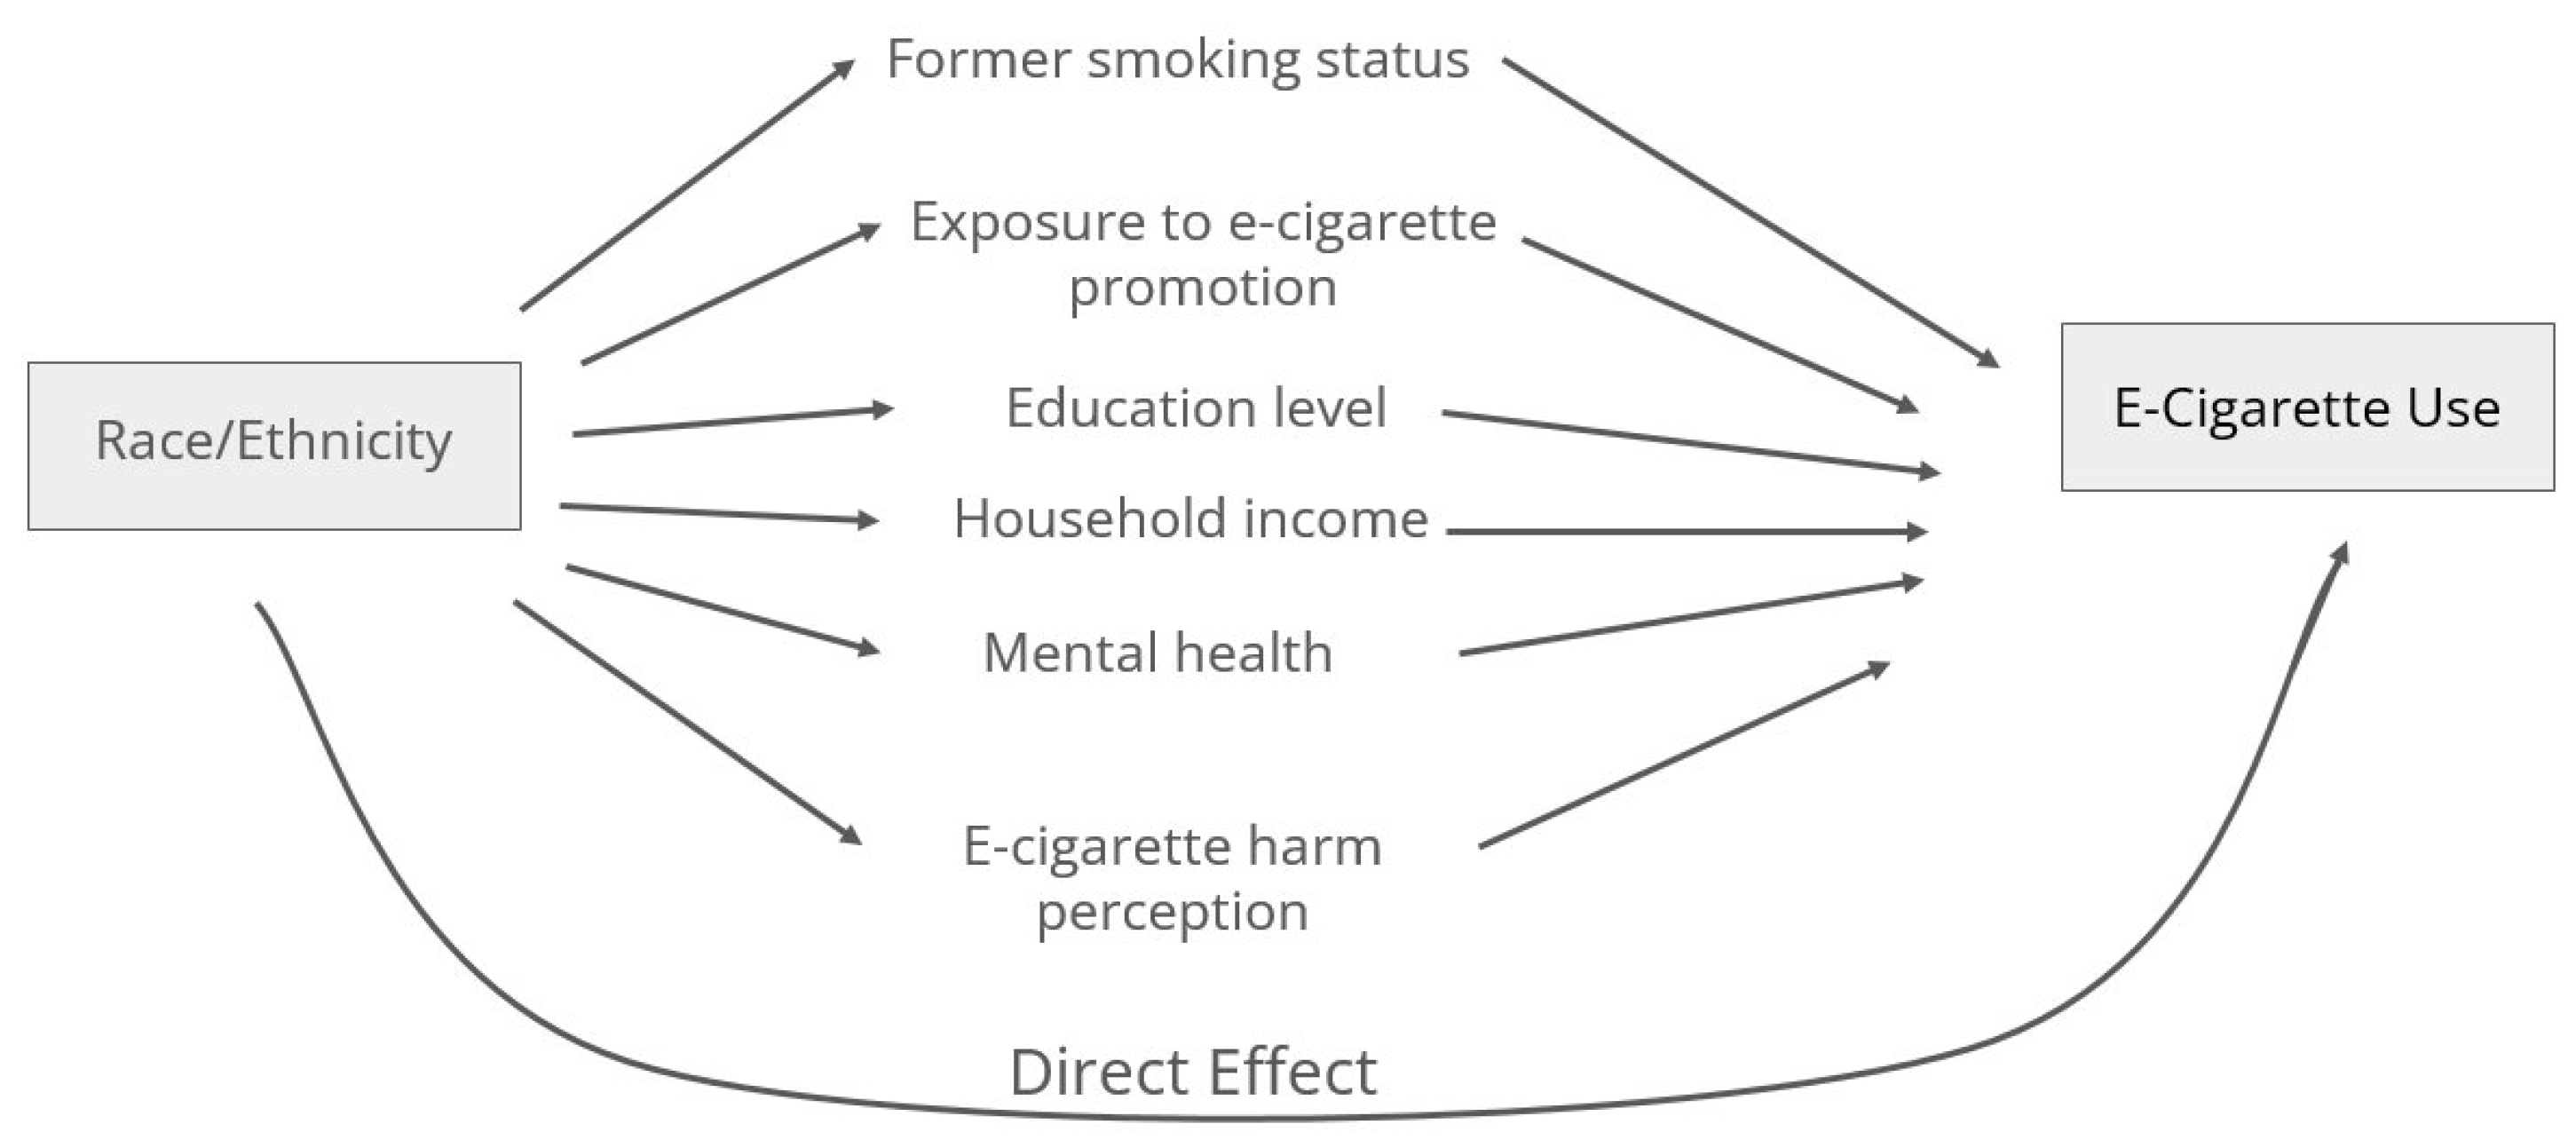 Former smoking status
Exposure to e-cigarette
promotion
Education level
Race/Ethnicity
E-Cigarette Use
Household income
Mental health
E-cigarette harm
perception
Direct Effect